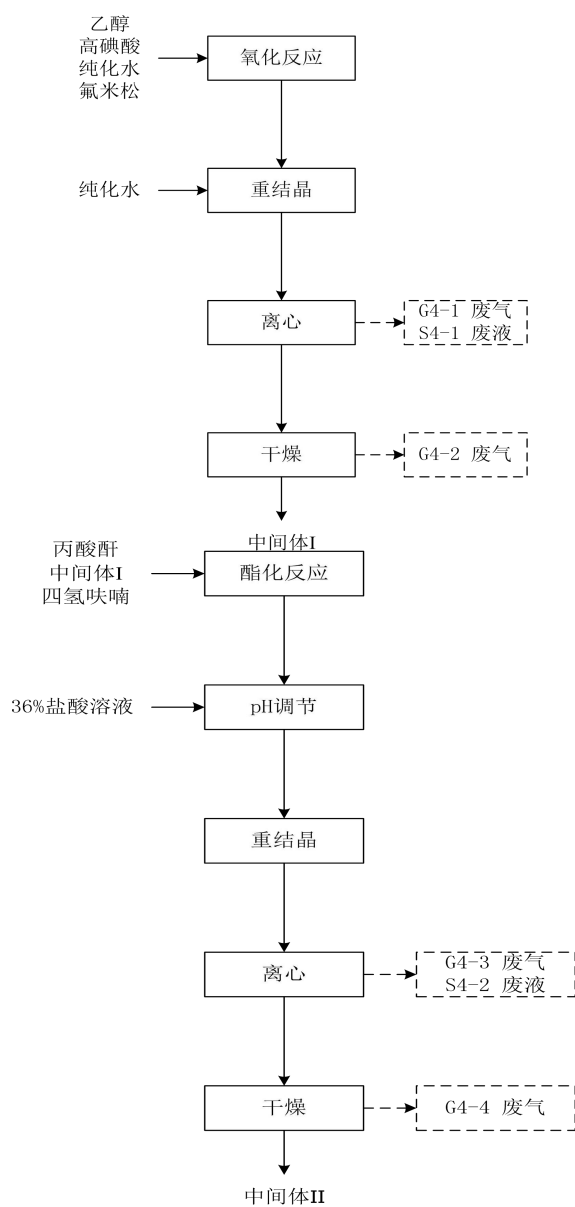 乙醇
高碘酸
纯化水
氟米松
氧化反应
纯化水
重结晶
离心
G4-1 废气
S4-1 废液
干燥
G4-2 废气
中间体I
丙酸酐
中间体I
四氢呋喃
酯化反应
36%盐酸溶液
pH调节
重结晶
离心
G4-3 废气
S4-2 废液
干燥
G4-4 废气
中间体II